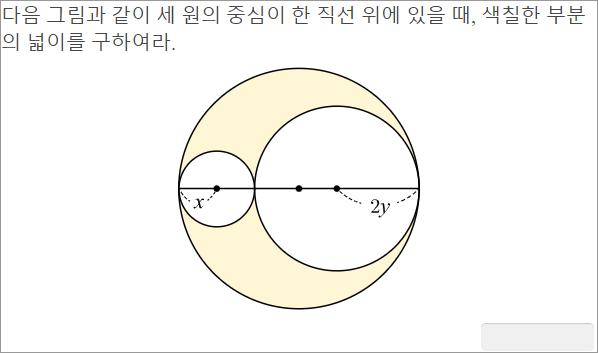 다음 그림과 같이 세 원의 중심이 한 직선 위에 있을 때, 색칠한 부분
의 넓이를 구하여라.
x
2y